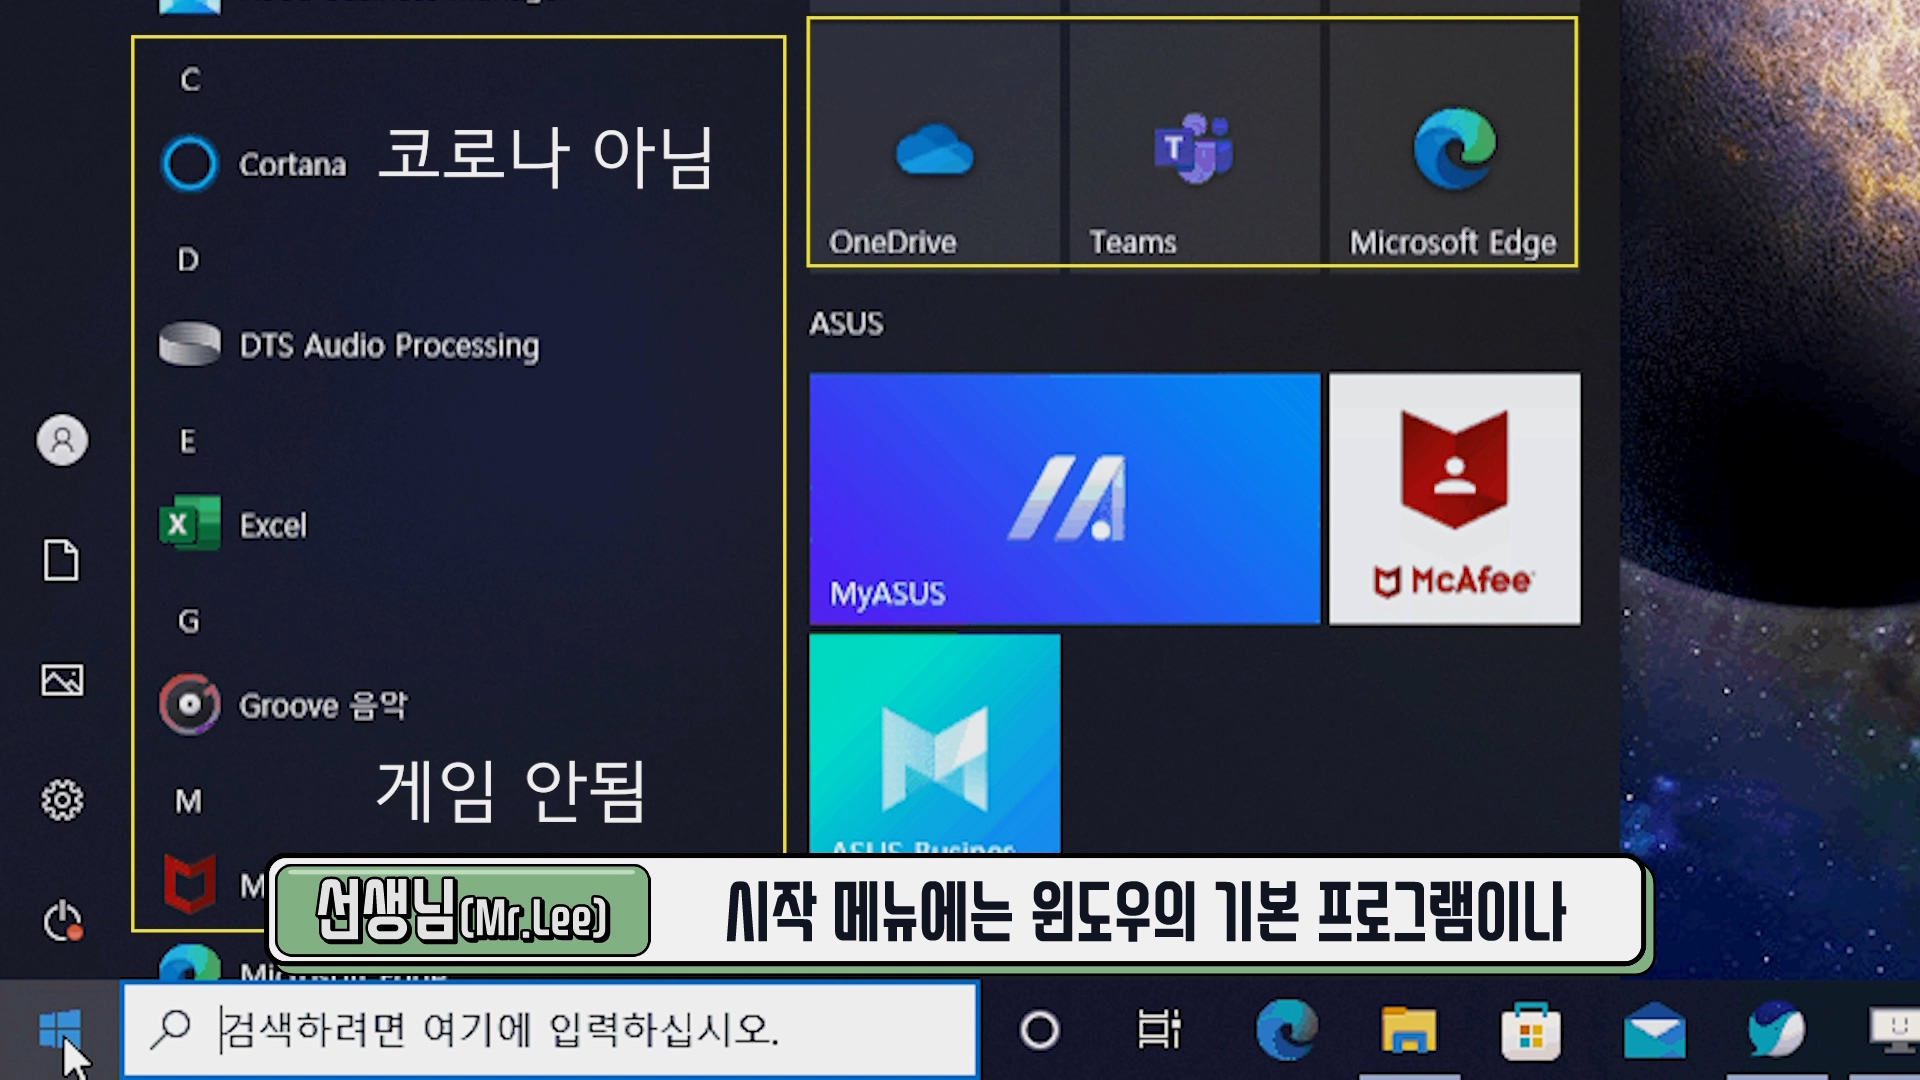 C
Cortana 코로나 아님
D
DTS Audio Processing
E
Excel
G
Groove 음악
게임 안됨
M
OneDrive
Teams
Microsoft Edge
ASUS
MyASUS
McAfee
선생님(Mr.Lee)
시작 메뉴에는 윈도우의 기본 프로그램이나
검색하려면 여기에 입력하십시오.